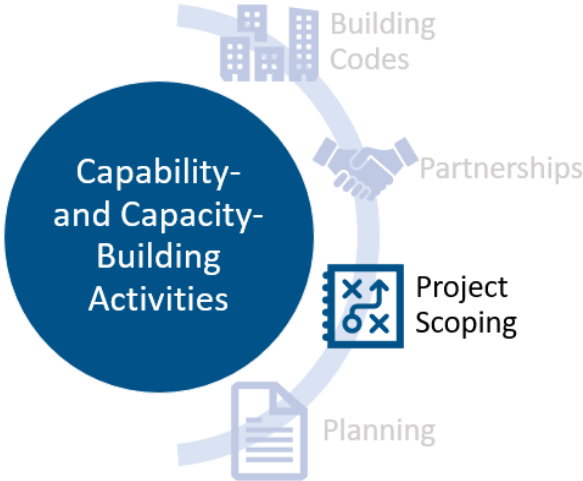 Building
Codes
Capability-
and Capacity-
Building
Activities
Partnerships
Project
Scoping
Planning